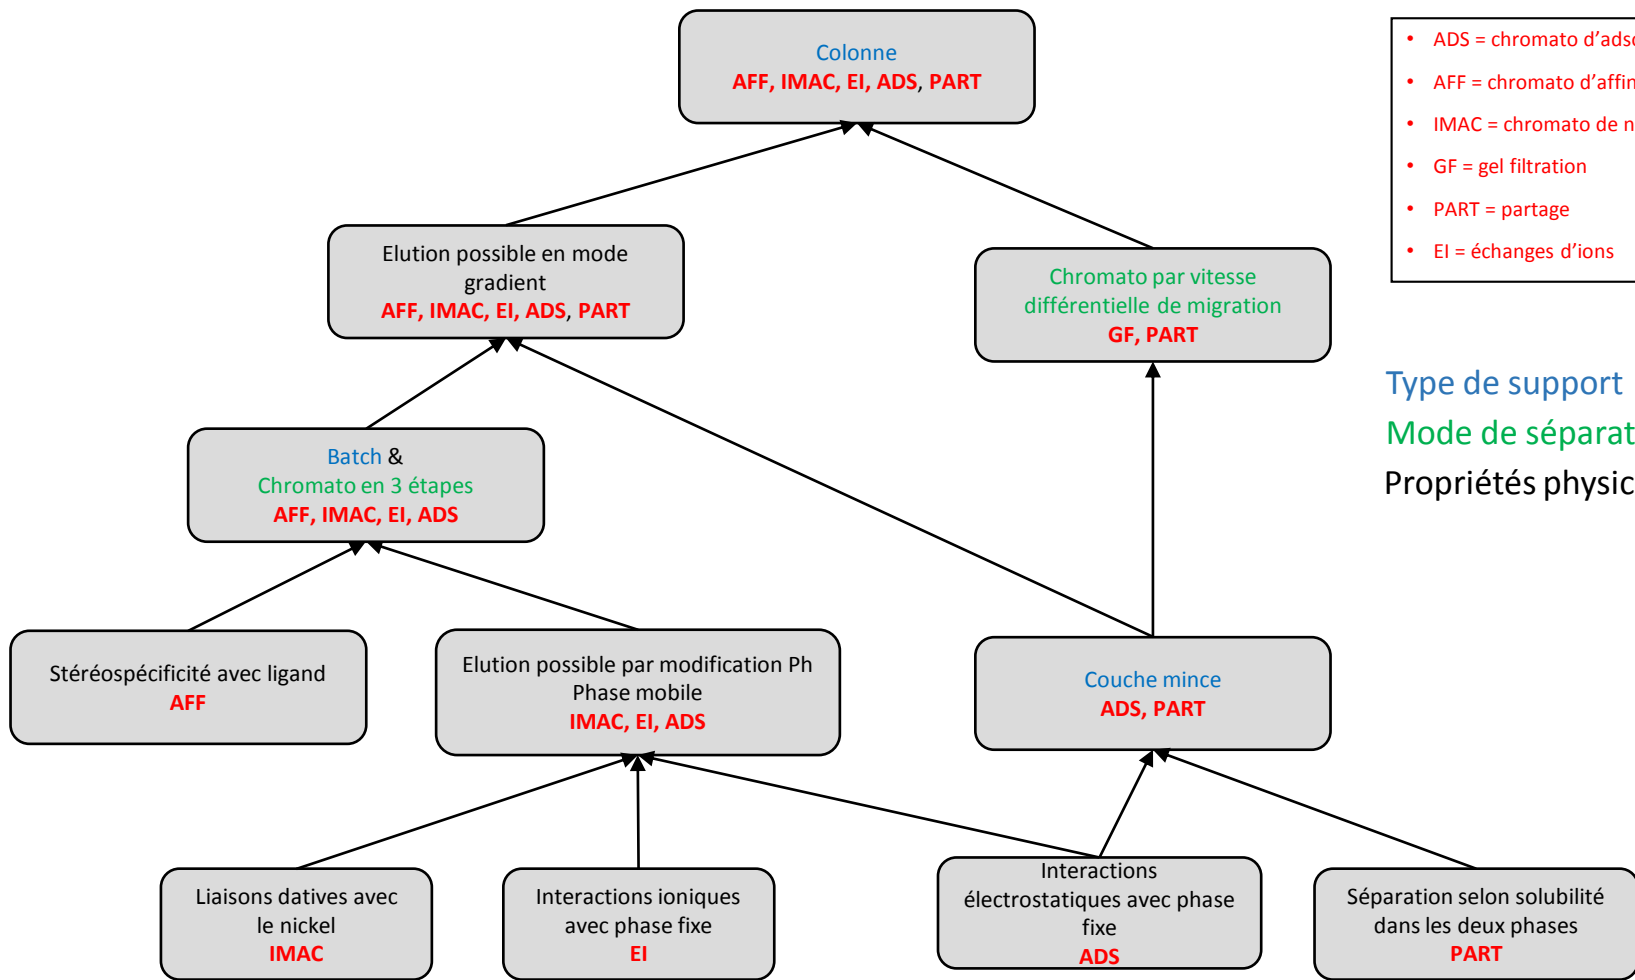 Colonne
AFF, IMAC, EI, ADS, PART
• ADS = chromato d’adso
• AFF = chromato d’affin
• IMAC = chromato de n
• GF = gel filtration
• PART = partage
• EI = échanges d’ions
Elution possible en mode
gradient
AFF, IMAC, EI, ADS, PART
Chromato par vitesse
différentielle de migration
GF, PART
Type de support
Mode de séparat
Propriétés physic
Batch &
Chromato en 3 étapes
AFF, IMAC, EI, ADS
Stéréospécificité avec ligand
AFF
Elution possible par modification Ph
Phase mobile
IMAC, EI, ADS
Couche mince
ADS, PART
Liaisons datives avec
le nickel
IMAC
Interactions ioniques
avec phase fixe
EI
Interactions
électrostatiques avec phase
fixe
ADS
Séparation selon solubilité
dans les deux phases
PART